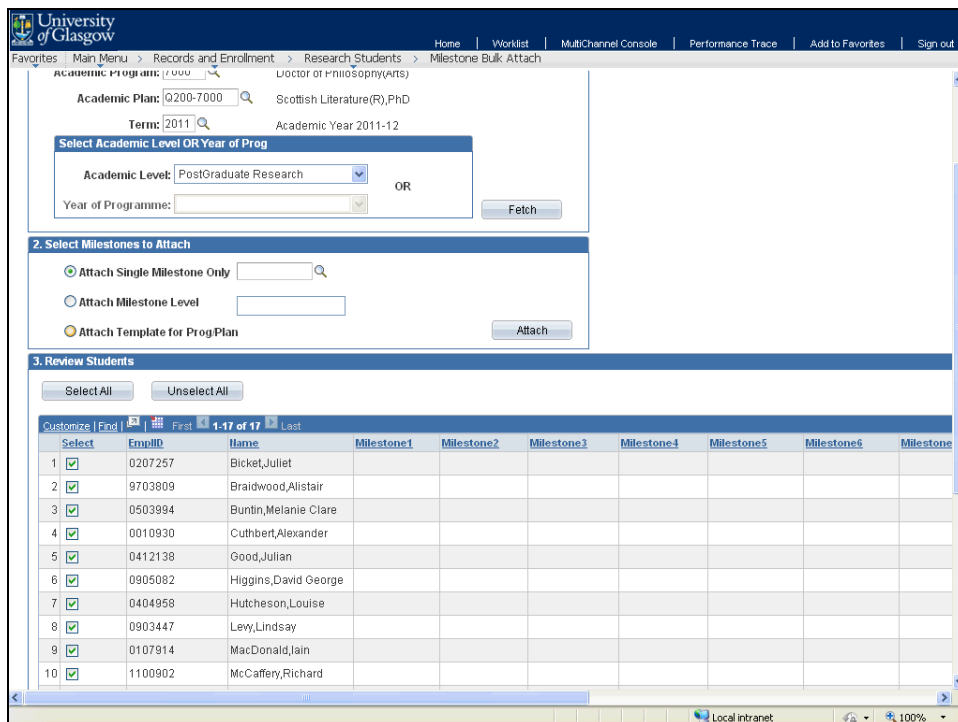 University
of Glasgow
Home | Worklist | MultiChannel Console | Performance Trace | Add to Favorites | Sign out
Favorites Main Menu > Records and Enrollment > Research Students > Milestone Bulk Attach
Academic Program: 7000 Doctor of Philosophy(Arts)
Academic Plan: Q200-7000 Scottish Literature(R),PhD
Term: 2011 Academic Year 2011-12
Select Academic Level OR Year of Prog
Academic Level: PostGraduate Research
OR
Year of Programme:
Fetch
2. Select Milestones to Attach
Attach Single Milestone Only
Attach Milestone Level
Attach Template for Prog/Plan Attach
3. Review Students
Select All Unselect All
Customize | Find | | First 1-17 of 17 Last
Select EmplID Name Milestone1 Milestone2 Milestone3 Milestone4 Milestone5 Milestone6 Milestone
1 0207257 Bicket,Juliet
2 9703809 Braidwood,Alistair
3 0503994 Buntin,Melanie Clare
4 0010930 Cuthbert,Alexander
5 0412138 Good,Julian
6 0905082 Higgins,David George
7 0404958 Hutcheson,Louise
8 0903447 Levy,Lindsay
9 0107914 MacDonald,Iain
10 1100902 McCaffery,Richard
Local intranet 100%